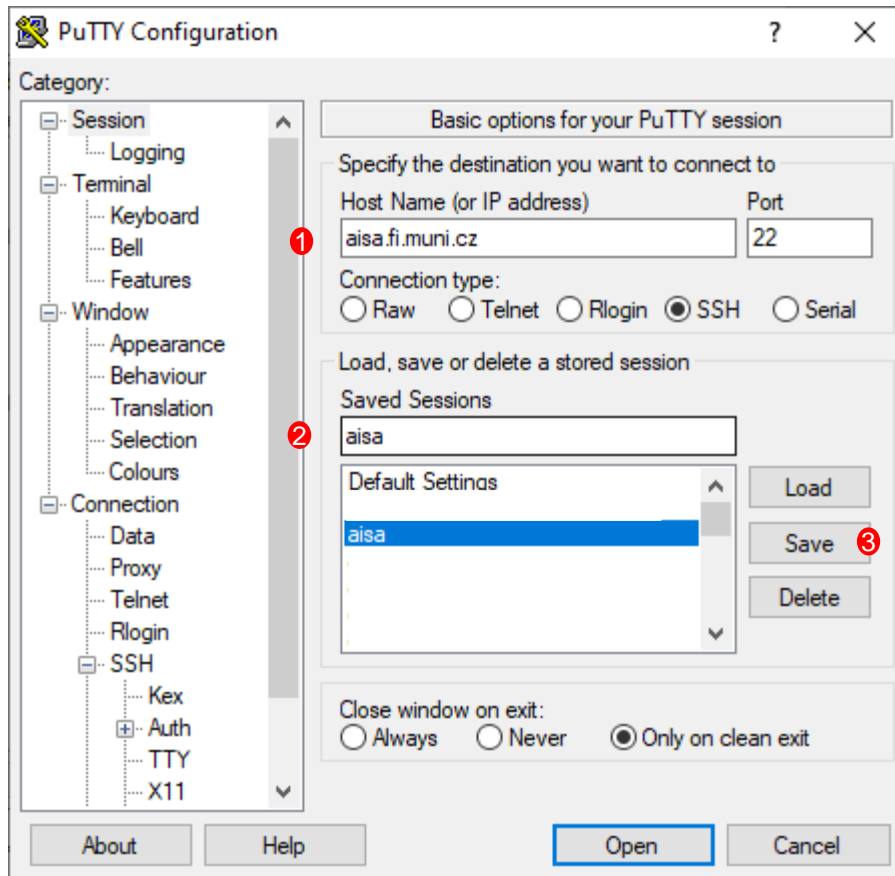 PuTTY Configuration
?
Category:
Session
Logging
Terminal
Keyboard
Bell
Features
Window
Appearance
Behaviour
Translation
Selection
Colours
Connection
Data
Proxy
Telnet
Rlogin
SSH
Kex
Auth
TTY
X11
Basic options for your PuTTY session
Specify the destination you want to connect to
Host Name (or IP address) Port
1 aisa.fi.muni.cz 22
Connection type:
Raw Telnet Rlogin SSH Serial
Load, save or delete a stored session
Saved Sessions
2 aisa
Default Settings
Load
aisa
Save 3
Delete
Close window on exit:
Always Never Only on clean exit
About Help Open Cancel